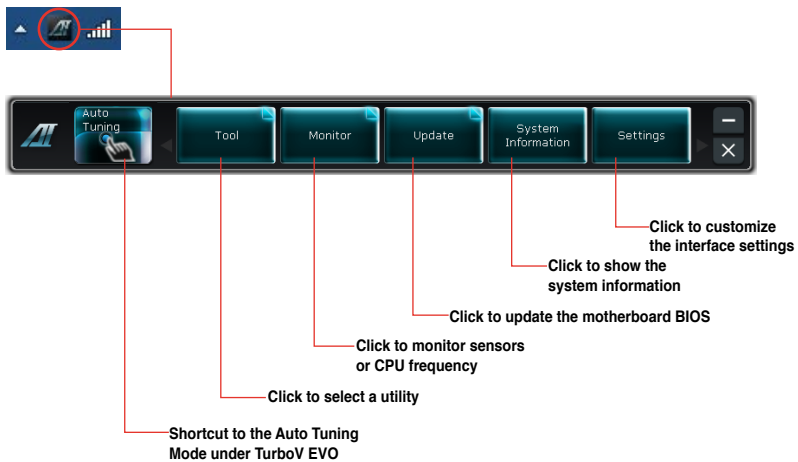 Auto
Tuning
Tool
Monitor
Update
System
Information
Settings
Click to customize
the interface settings
Click to show the
system information
Click to update the motherboard BIOS
Click to monitor sensors
or CPU frequency
Click to select a utility
Shortcut to the Auto Tuning
Mode under TurboV EVO